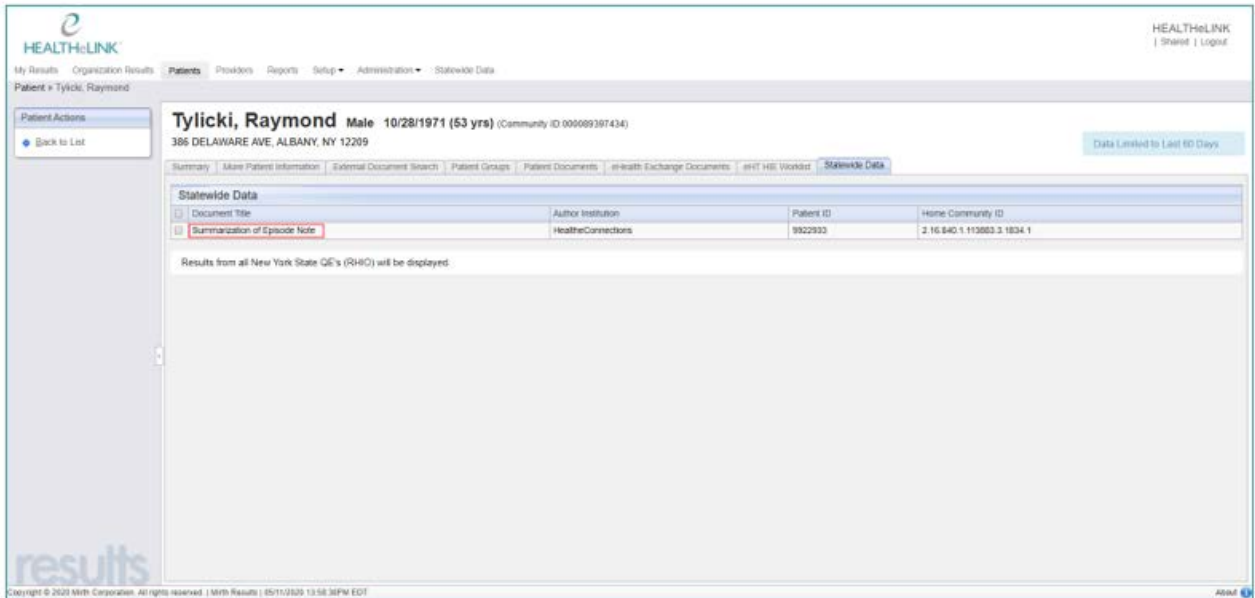 HEALTHeLINK
HEALTHeLINK
| Shared | Logout
My Results Organization Results Patients Providers Reports Setup Administration Statewide Data
Patient » Tylicki, Raymond
Patient Actions
Back to List
Tylicki, Raymond Male 10/28/1971 (53 yrs) (Community ID:000089397434)
386 DELAWARE AVE, ALBANY, NY 12209
Data Limited to Last 60 Days
Summary More Patient Information External Document Search Patient Groups Patient Documents eHealth Exchange Documents eHT HIE Worklist Statewide Data
Statewide Data
Document Title Author Institution Patient ID Home Community ID
Summarization of Episode Note HealtheConnections 9922933 2.16.840.1.113883.3.1834.1
Results from all New York State QE's (RHIO) will be displayed
results
Copyright © 2020 Mirth Corporation. All rights reserved. | Mirth Results | 05/11/2020 13:58:30PM EDT
About